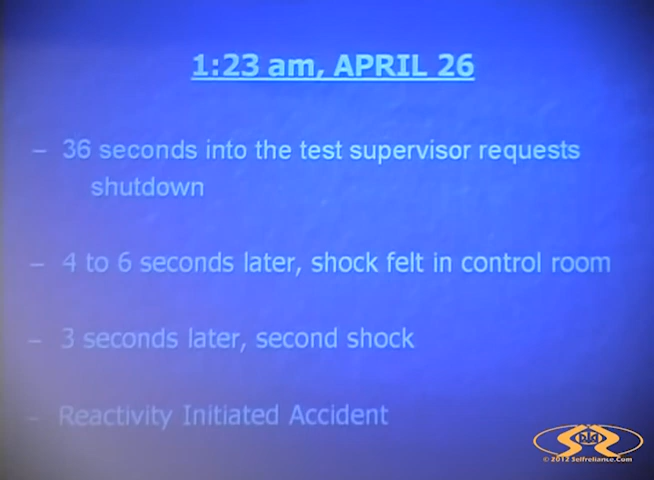 1:23 am, APRIL 26
– 36 seconds into the test supervisor requests
shutdown
– 4 to 6 seconds later, shock felt in control room
– 3 seconds later, second shock
– Reactivity Initiated Accident
© 2012 Selfreliance.Com